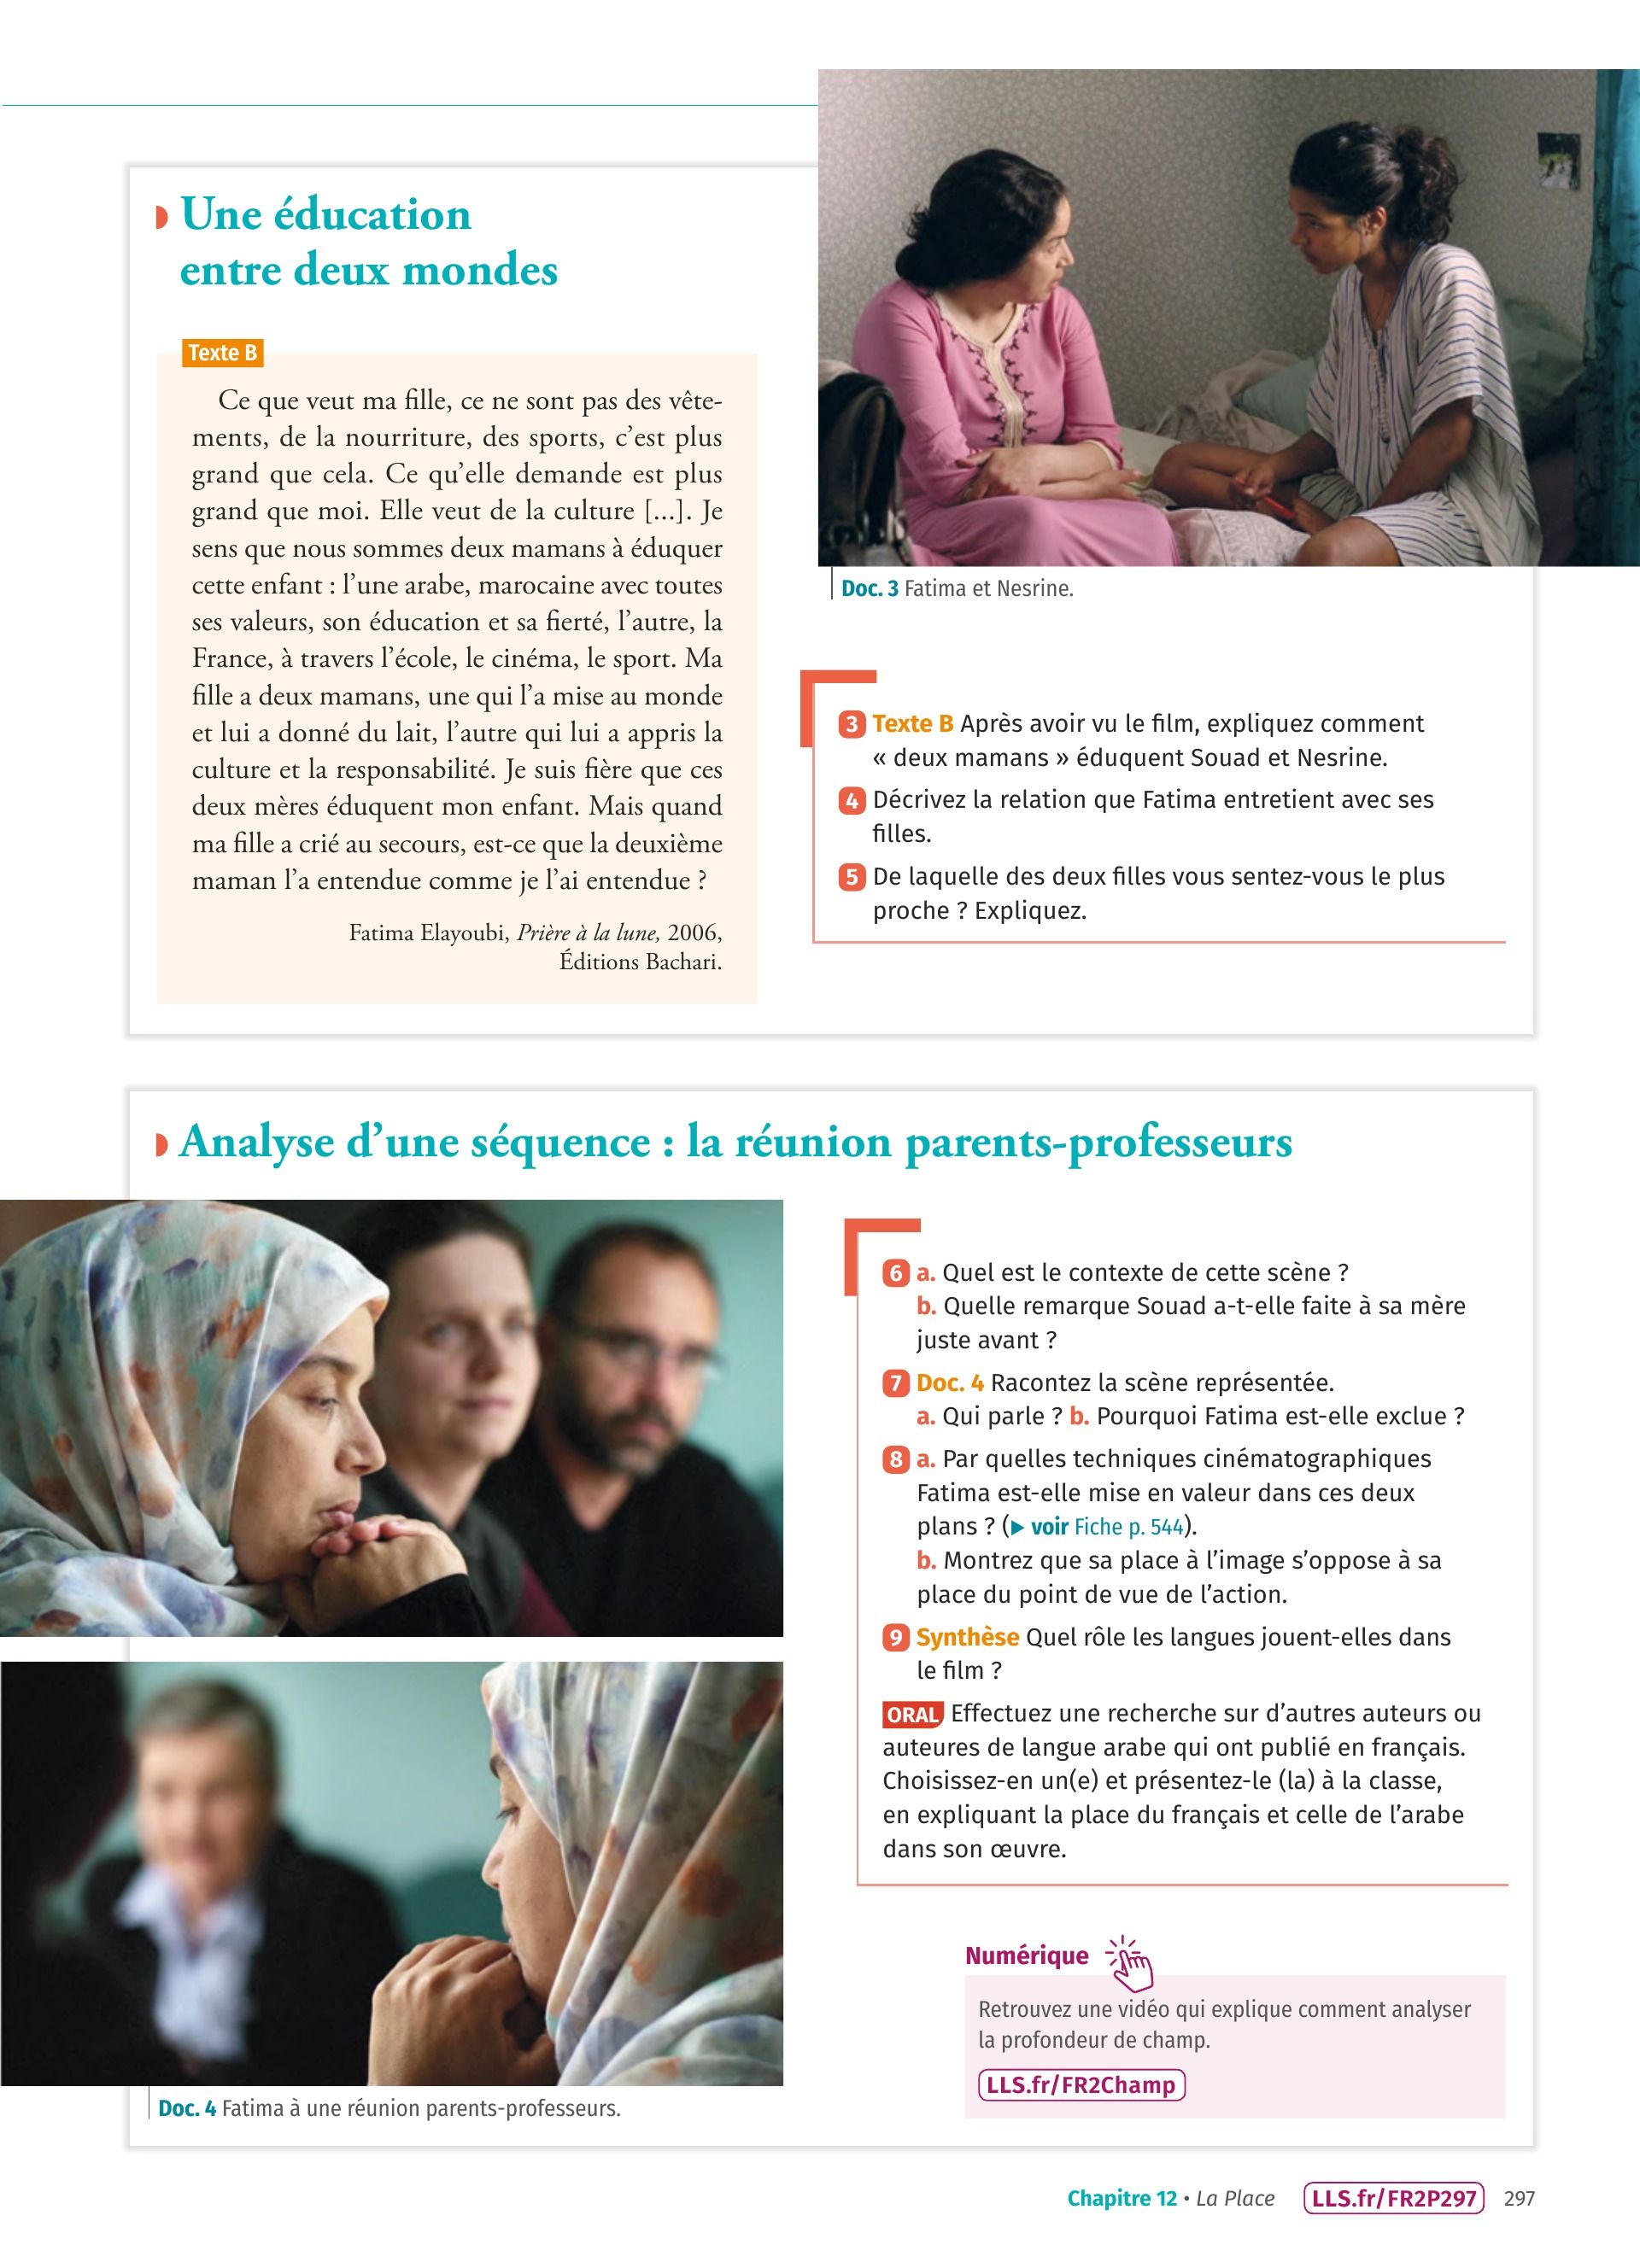 Une éducation
entre deux mondes
Texte B
Ce que veut ma fille, ce ne sont pas des vête-
ments, de la nourriture, des sports, c’est plus
grand que cela. Ce qu’elle demande est plus
grand que moi. Elle veut de la culture [...]. Je
sens que nous sommes deux mamans à éduquer
cette enfant : l’une arabe, marocaine avec toutes
ses valeurs, son éducation et sa fierté, l’autre, la
France, à travers l’école, le cinéma, le sport. Ma
fille a deux mamans, une qui l’a mise au monde
et lui a donné du lait, l’autre qui lui a appris la
culture et la responsabilité. Je suis fière que ces
deux mères éduquent mon enfant. Mais quand
ma fille a crié au secours, est-ce que la deuxième
maman l’a entendue comme je l’ai entendue ?
Fatima Elayoubi, Prière à la lune, 2006,
Éditions Bachari.
Doc. 3 Fatima et Nesrine.
3 Texte B Après avoir vu le film, expliquez comment
« deux mamans » éduquent Souad et Nesrine.
4 Décrivez la relation que Fatima entretient avec ses
filles.
5 De laquelle des deux filles vous sentez-vous le plus
proche ? Expliquez.
Analyse d’une séquence : la réunion parents-professeurs
6 a. Quel est le contexte de cette scène ?
b. Quelle remarque Souad a-t-elle faite à sa mère
juste avant ?
7 Doc. 4 Racontez la scène représentée.
a. Qui parle ? b. Pourquoi Fatima est-elle exclue ?
8 a. Par quelles techniques cinématographiques
Fatima est-elle mise en valeur dans ces deux
plans ? (▶ voir Fiche p. 544).
b. Montrez que sa place à l’image s’oppose à sa
place du point de vue de l’action.
9 Synthèse Quel rôle les langues jouent-elles dans
le film ?
ORAL Effectuez une recherche sur d’autres auteurs ou
auteures de langue arabe qui ont publié en français.
Choisissez-en un(e) et présentez-le (la) à la classe,
en expliquant la place du français et celle de l’arabe
dans son œuvre.
Numérique
Retrouvez une vidéo qui explique comment analyser
la profondeur de champ.
LLS.fr/FR2Champ
Doc. 4 Fatima à une réunion parents-professeurs.
Chapitre 12 • La Place LLS.fr/FR2P297 297